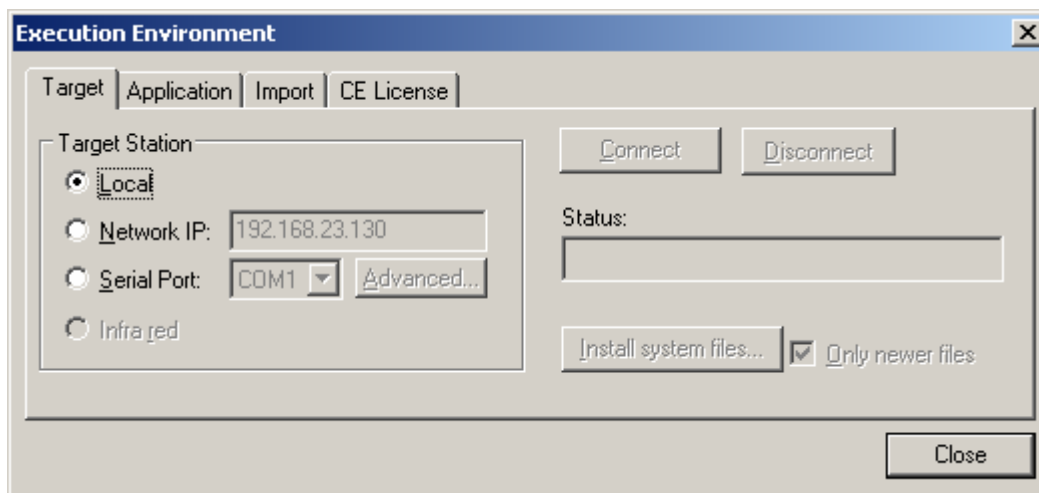 Execution Environment
Target Application Import CE License
Target Station
Local
Network IP: 192.168.23.130
Serial Port: COM1 Advanced...
Infra red
Connect Disconnect
Status:
Install system files... Only newer files
Close